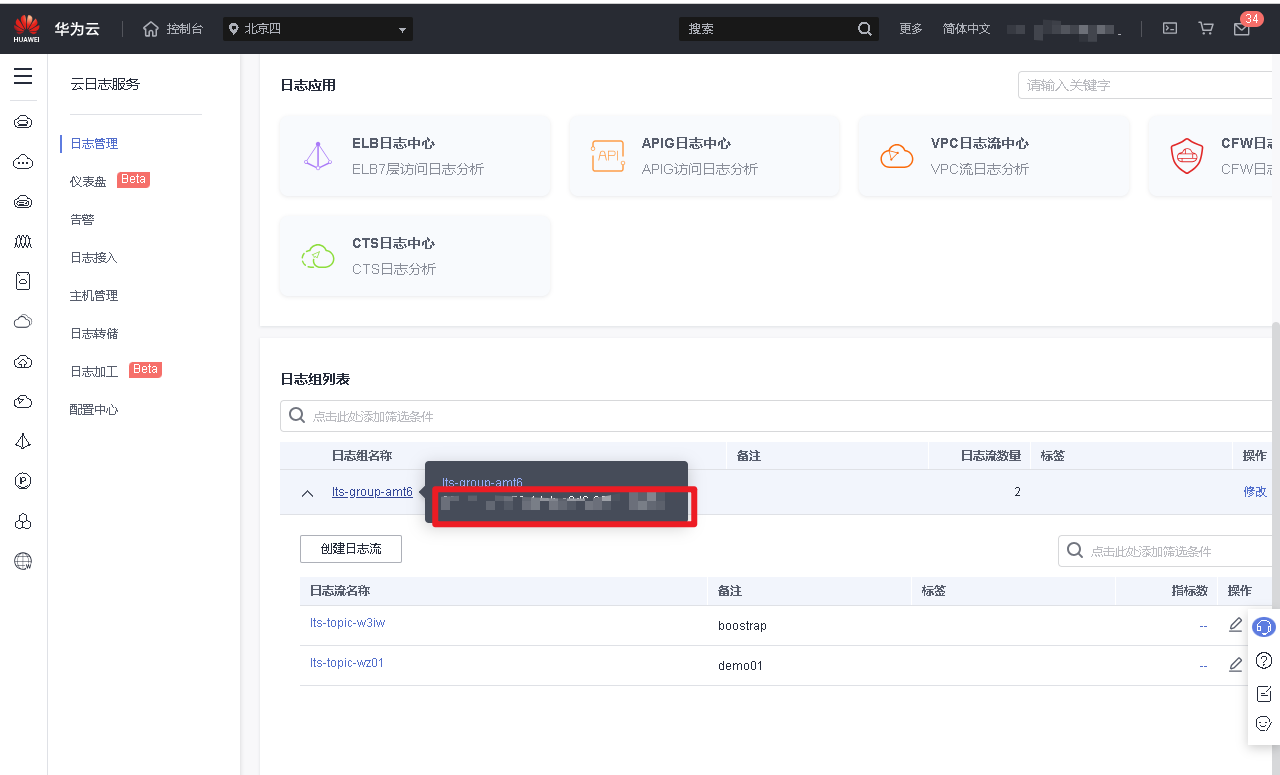 HUAWEI
华为云
控制台
北京四
搜索
更多
简体中文
34
云日志服务
日志管理
仪表盘 Beta
告警
日志接入
主机管理
日志转储
日志加工 Beta
配置中心
日志应用
请输入关键字
ELB日志中心
ELB7层访问日志分析
API
APIG日志中心
APIG访问日志分析
VPC日志流中心
VPC流日志分析
CFW日
CFW日志
CTS日志中心
CTS日志分析
日志组列表
点击此处添加筛选条件
日志组名称 备注 日志流数量 标签 操作
lts-group-amt6 2 修改
lts-group-amt6
创建日志流
点击此处添加筛选条件
日志流名称 备注 标签 指标数 操作
lts-topic-w3iw boostrap --
lts-topic-wz01 demo01 --